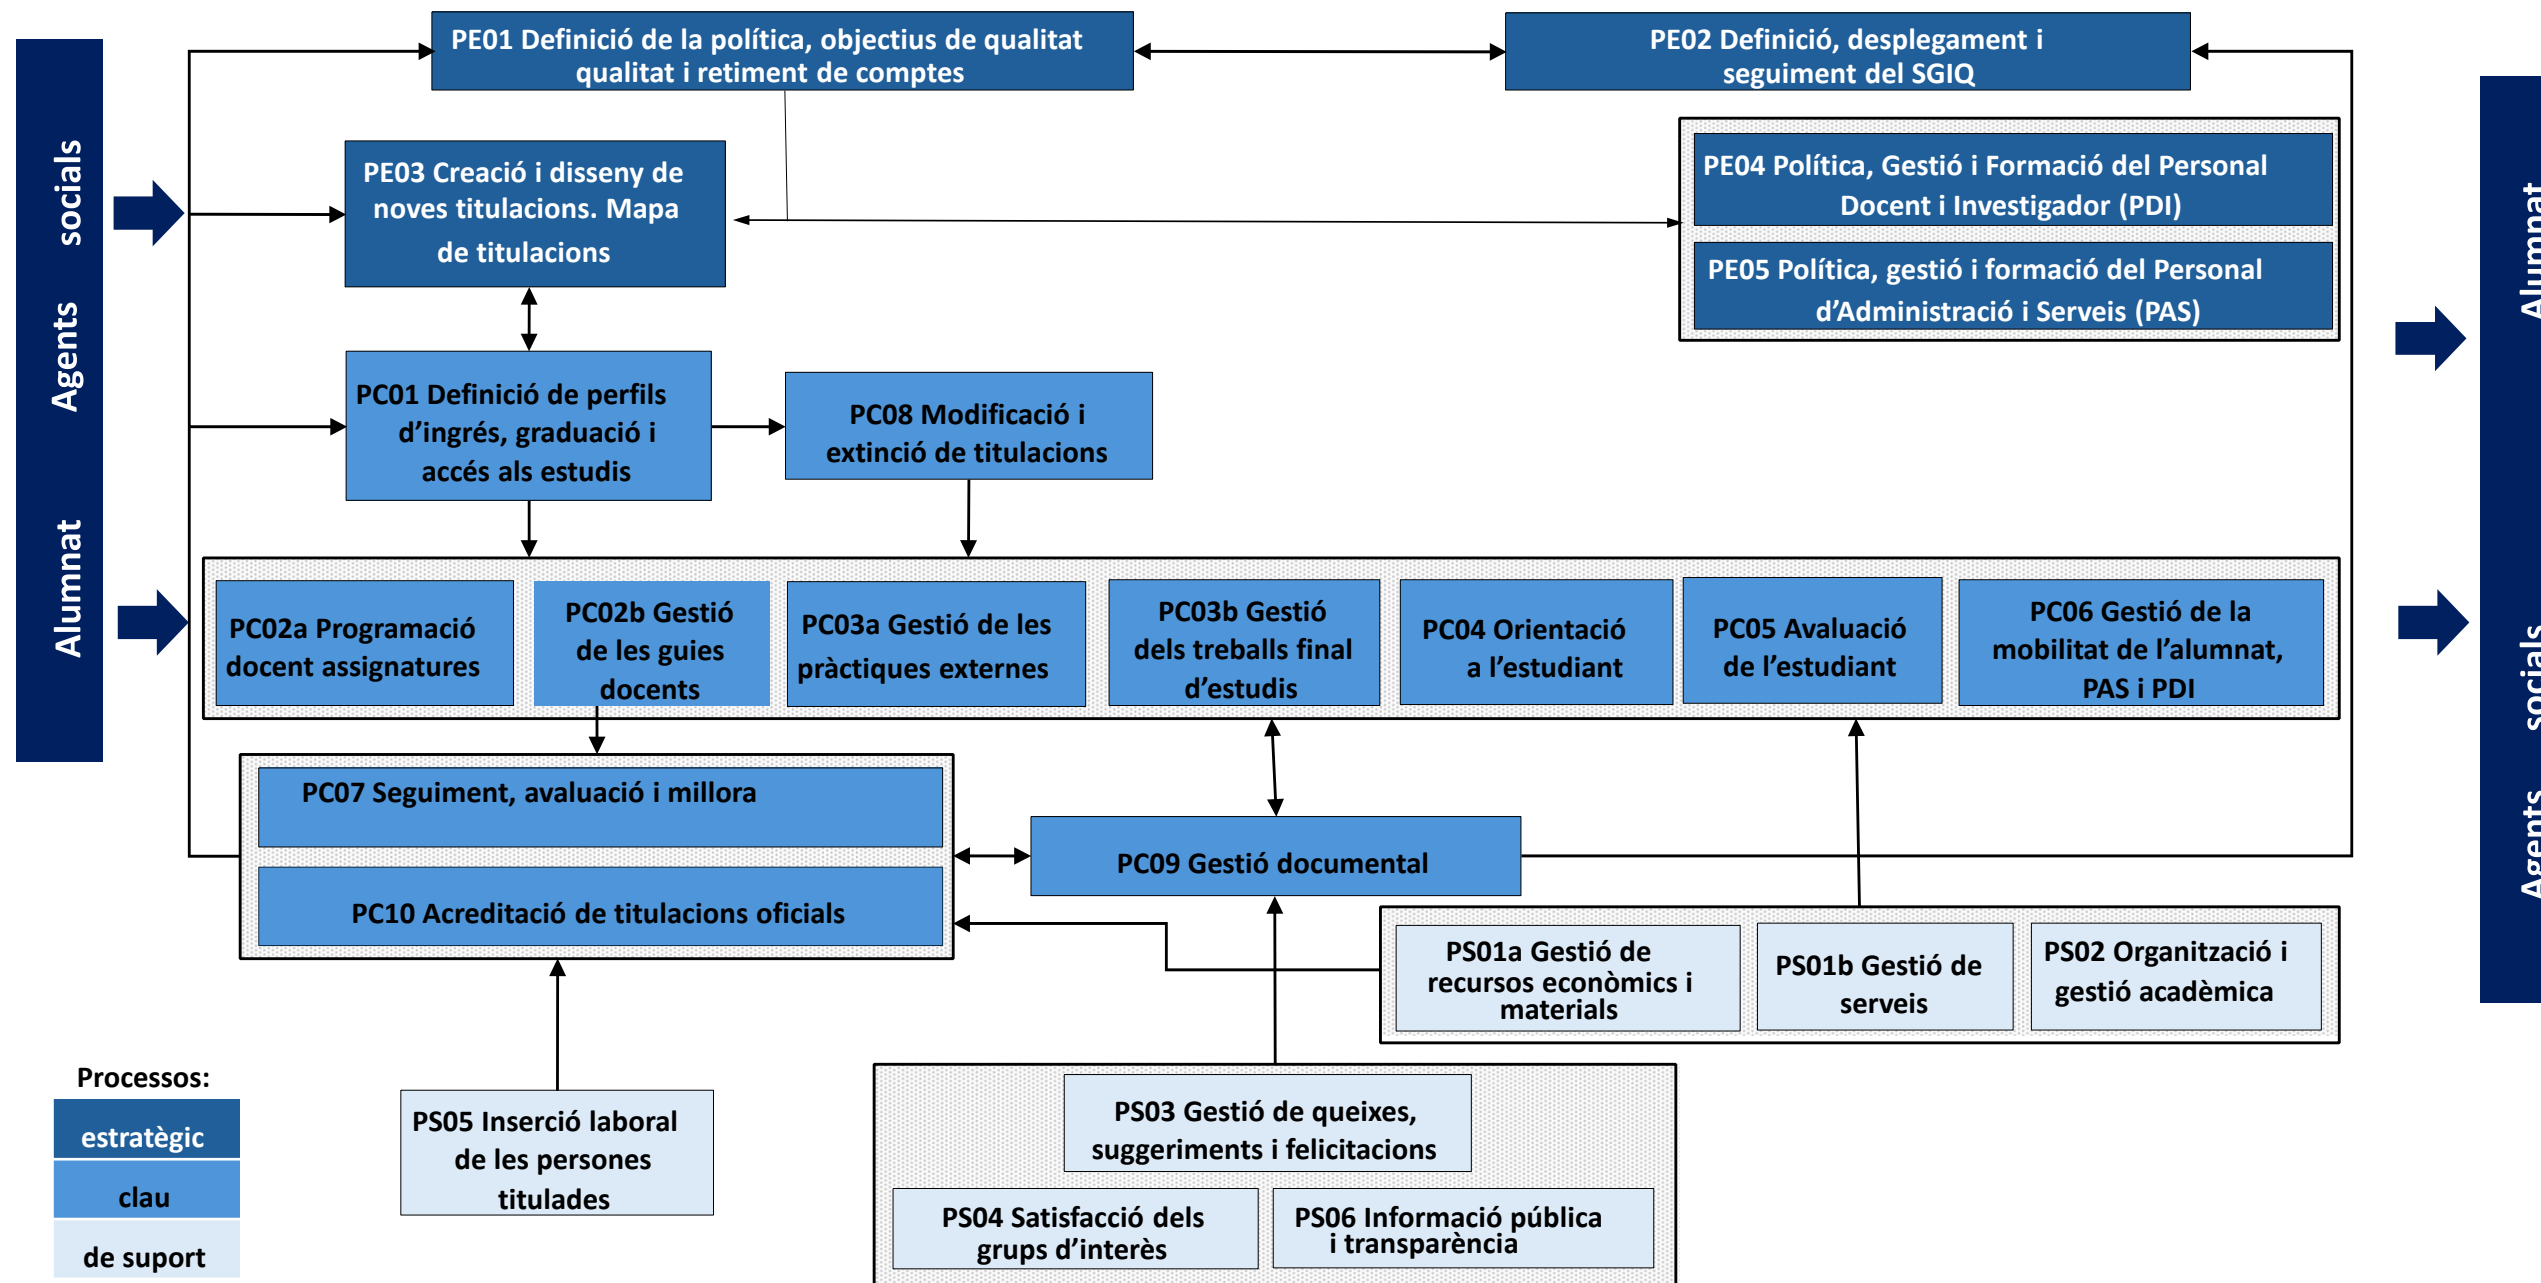 PE01 Definició de la política, objectius de qualitat
qualitat i retiment de comptes
PE02 Definició, desplegament i
seguiment del SGIQ
Alumnat Agents socials
PE03 Creació i disseny de
noves titulacions. Mapa
de titulacions
PE04 Política, Gestió i Formació del Personal
Docent i Investigador (PDI)
PE05 Política, gestió i formació del Personal
d’Administració i Serveis (PAS)
Agents socials Alumnat
PC01 Definició de perfils
d’ingrés, graduació i
accés als estudis
PC08 Modificació i
extinció de titulacions
PC02a Programació
docent assignatures
PC02b Gestió
de les guies
docents
PC03a Gestió de les
pràctiques externes
PC03b Gestió
dels treballs final
d’estudis
PC04 Orientació
a l’estudiant
PC05 Avaluació
de l’estudiant
PC06 Gestió de la
mobilitat de l’alumnat,
PAS i PDI
PC07 Seguiment, avaluació i millora
PC10 Acreditació de titulacions oficials
PC09 Gestió documental
PS01a Gestió de
recursos econòmics i
materials
PS01b Gestió de
serveis
PS02 Organització i
gestió acadèmica
PS05 Inserció laboral
de les persones
titulades
PS03 Gestió de queixes,
suggeriments i felicitacions
PS04 Satisfacció dels
grups d’interès
PS06 Informació pública
i transparència
Processos:
estratègic
clau
de suport